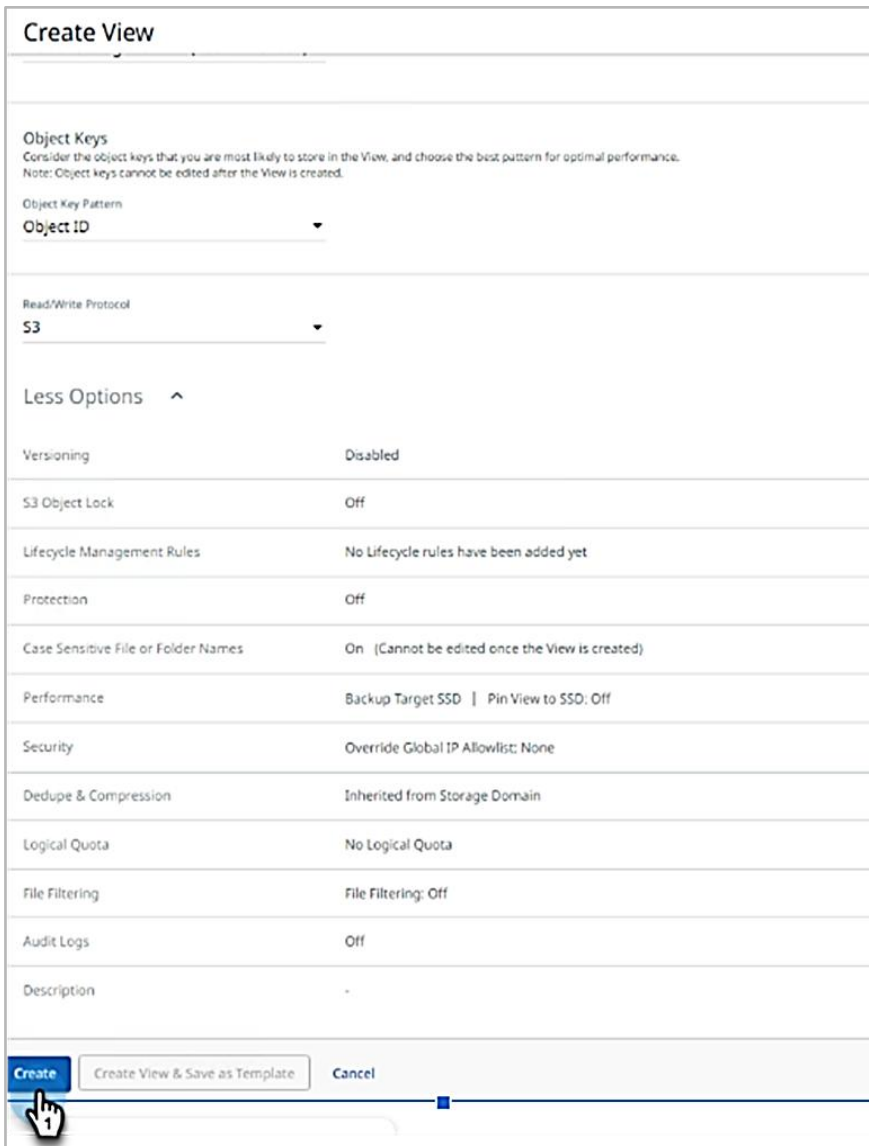 Create View
Object Keys
Consider the object keys that you are most likely to store in the View, and choose the best pattern for optimal performance.
Note: Object keys cannot be edited after the View is created.
Object Key Pattern
Object ID
Read/Write Protocol
S3
Less Options
Versioning Disabled
S3 Object Lock Off
Lifecycle Management Rules No Lifecycle rules have been added yet
Protection Off
Case Sensitive File or Folder Names On (Cannot be edited once the View is created)
Performance Backup Target SSD | Pin View to SSD: Off
Security Override Global IP Allowlist: None
Dedupe & Compression Inherited from Storage Domain
Logical Quota No Logical Quota
File Filtering File Filtering: Off
Audit Logs Off
Description -
Create Create View & Save as Template Cancel
1